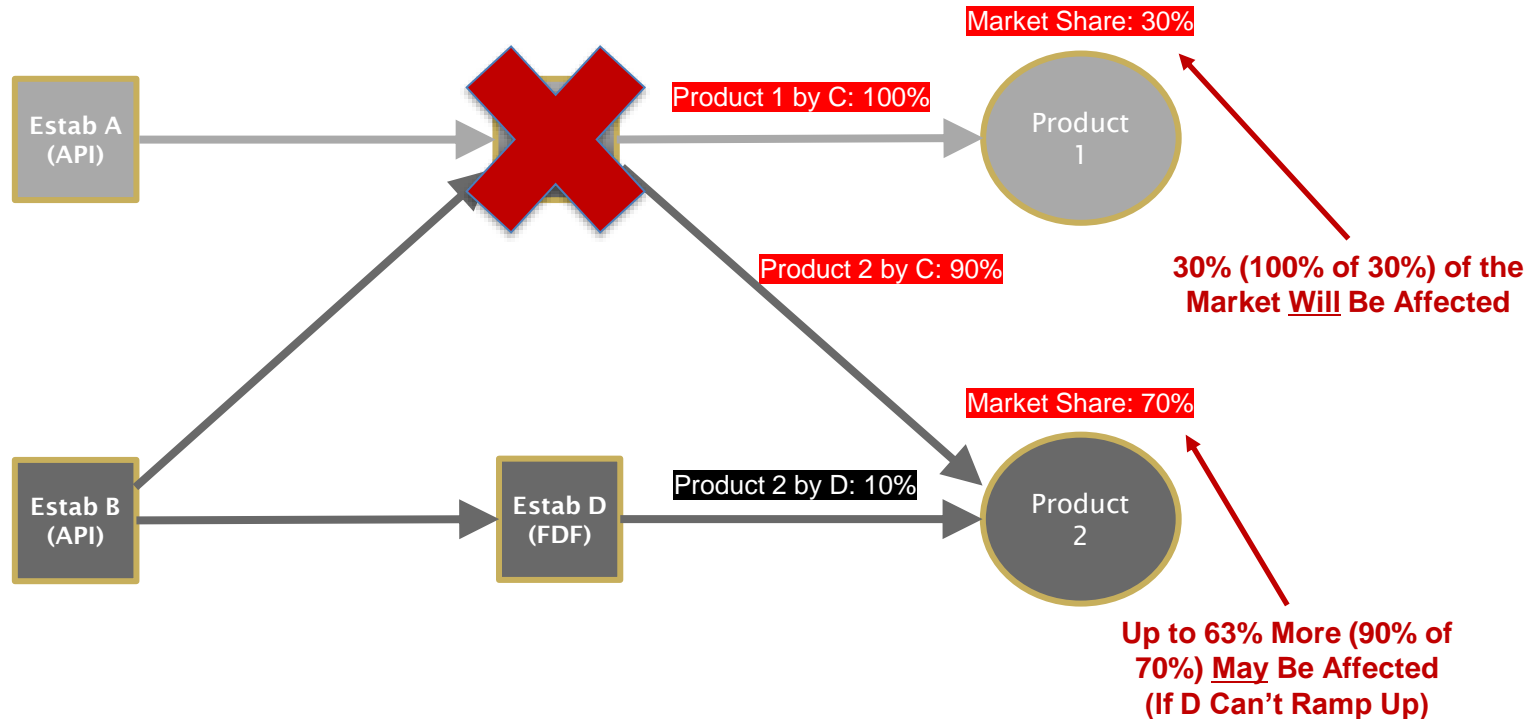 Market Share: 30%
Estab A
(API)
Product 1 by C: 100%
Product
1
30% (100% of 30%) of the
Market Will Be Affected
Product 2 by C: 90%
Market Share: 70%
Estab B
(API)
Estab D
(FDF)
Product 2 by D: 10%
Product
2
Up to 63% More (90% of
70%) May Be Affected
(If D Can't Ramp Up)